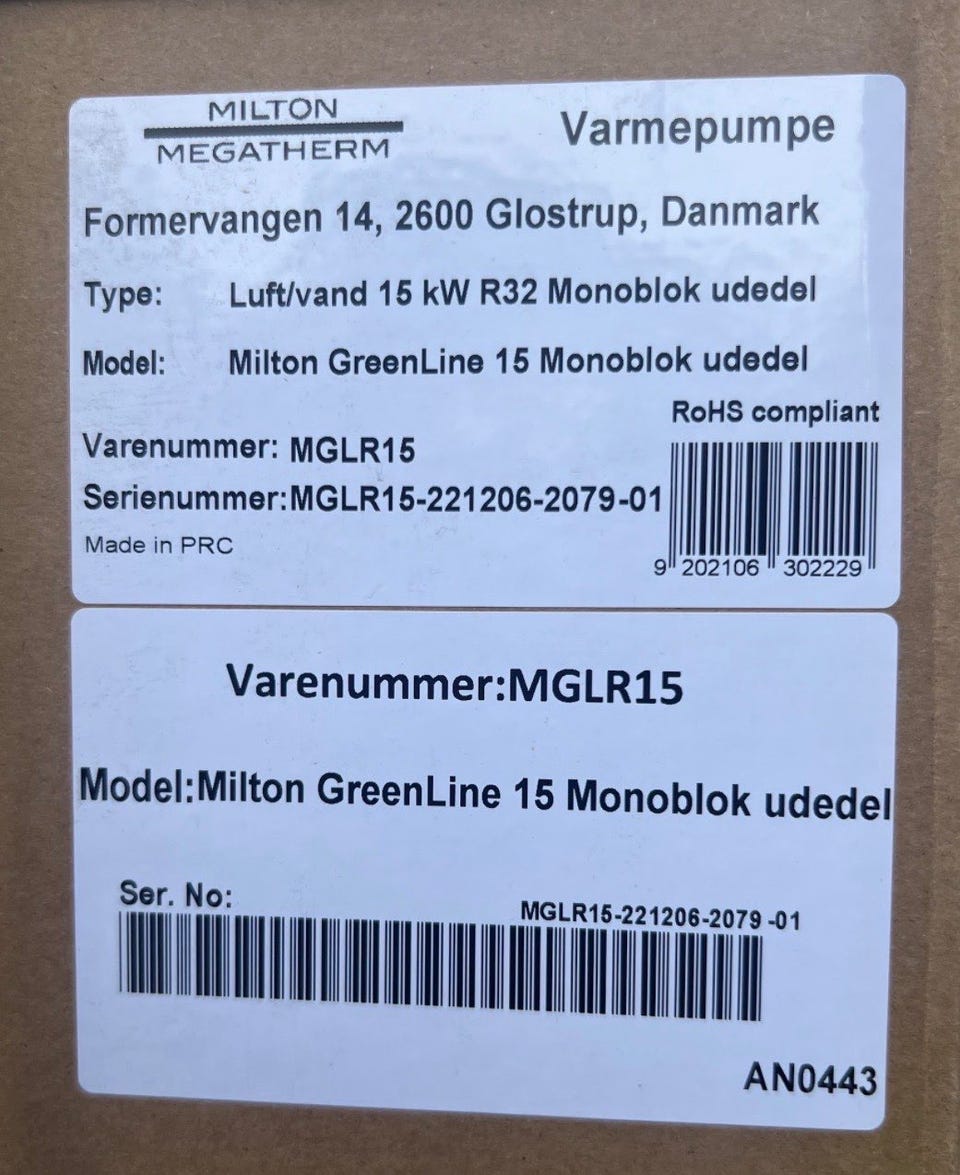 MILTON
MEGATHERM
Varmepumpe
Formervangen 14, 2600 Glostrup, Danmark
Type: Luft/vand 15 kW R32 Monoblok udedel
Model: Milton GreenLine 15 Monoblok udedel
RoHS compliant
Varenummer: MGLR15
Serienummer:MGLR15-221206-2079-01
Made in PRC
9 202106 302229
Varenummer:MGLR15
Model:Milton GreenLine 15 Monoblok udedel
Ser. No:
MGLR15-221206-2079 -01
AN0443